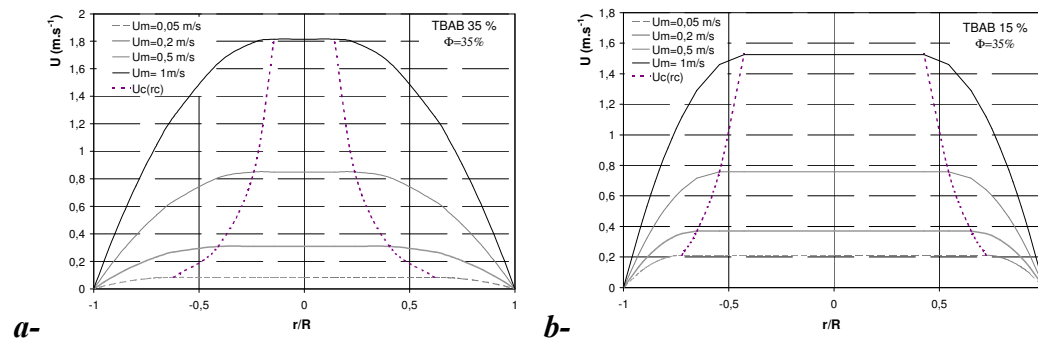 2
1,8
1,6
1,4
1,2
1
0,8
0,6
0,4
0,2
0
U (m.s-1)
Um=0,05 m/s
Um=0,2 m/s
Um=0,5 m/s
Um= 1m/s
Uc(rc)
TBAB 35 %
Φ=35%
-1
-0,5
0
0,5
1
r/R
a-
1,8
1,6
1,4
1,2
1
0,8
0,6
0,4
0,2
0
U (m.s-1)
Um=0,05 m/s
Um=0,2 m/s
Um=0,5 m/s
Um= 1m/s
Uc(rc)
TBAB 15 %
Φ=35%
-1
-0,5
0
0,5
r/R
b-